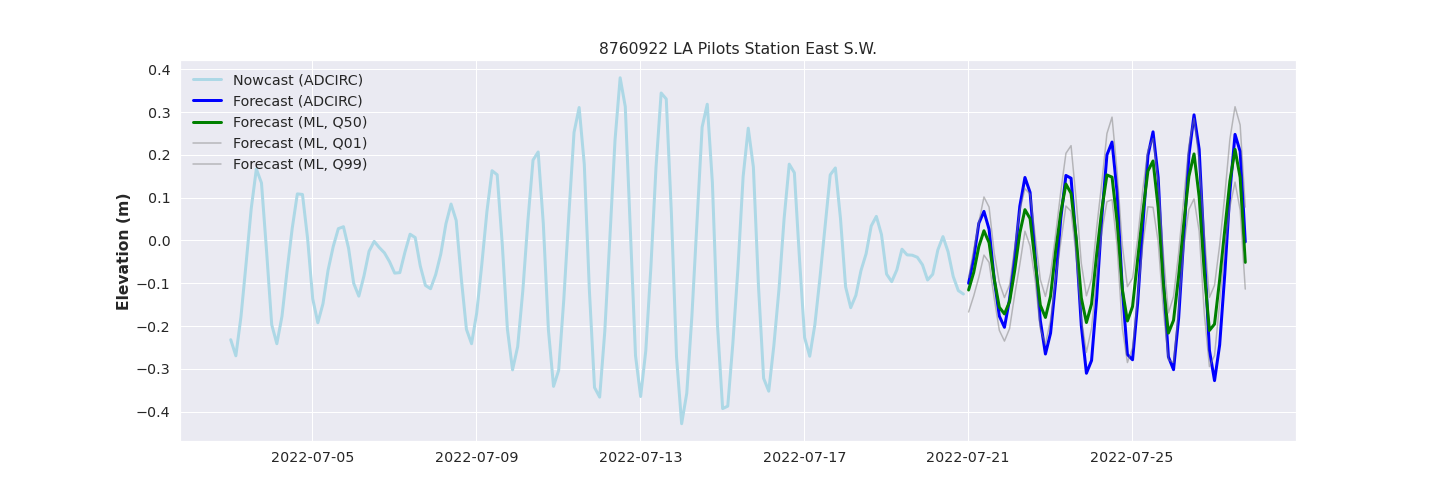 8760922 LA Pilots Station East S.W.
Nowcast (ADCIRC)
Forecast (ADCIRC)
Forecast (ML, Q50)
Forecast (ML, Q01)
Forecast (ML, Q99)
Elevation (m)
0.4
0.3
0.2
0.1
0.0
−0.1
−0.2
−0.3
−0.4
2022-07-05
2022-07-09
2022-07-13
2022-07-17
2022-07-21
2022-07-25